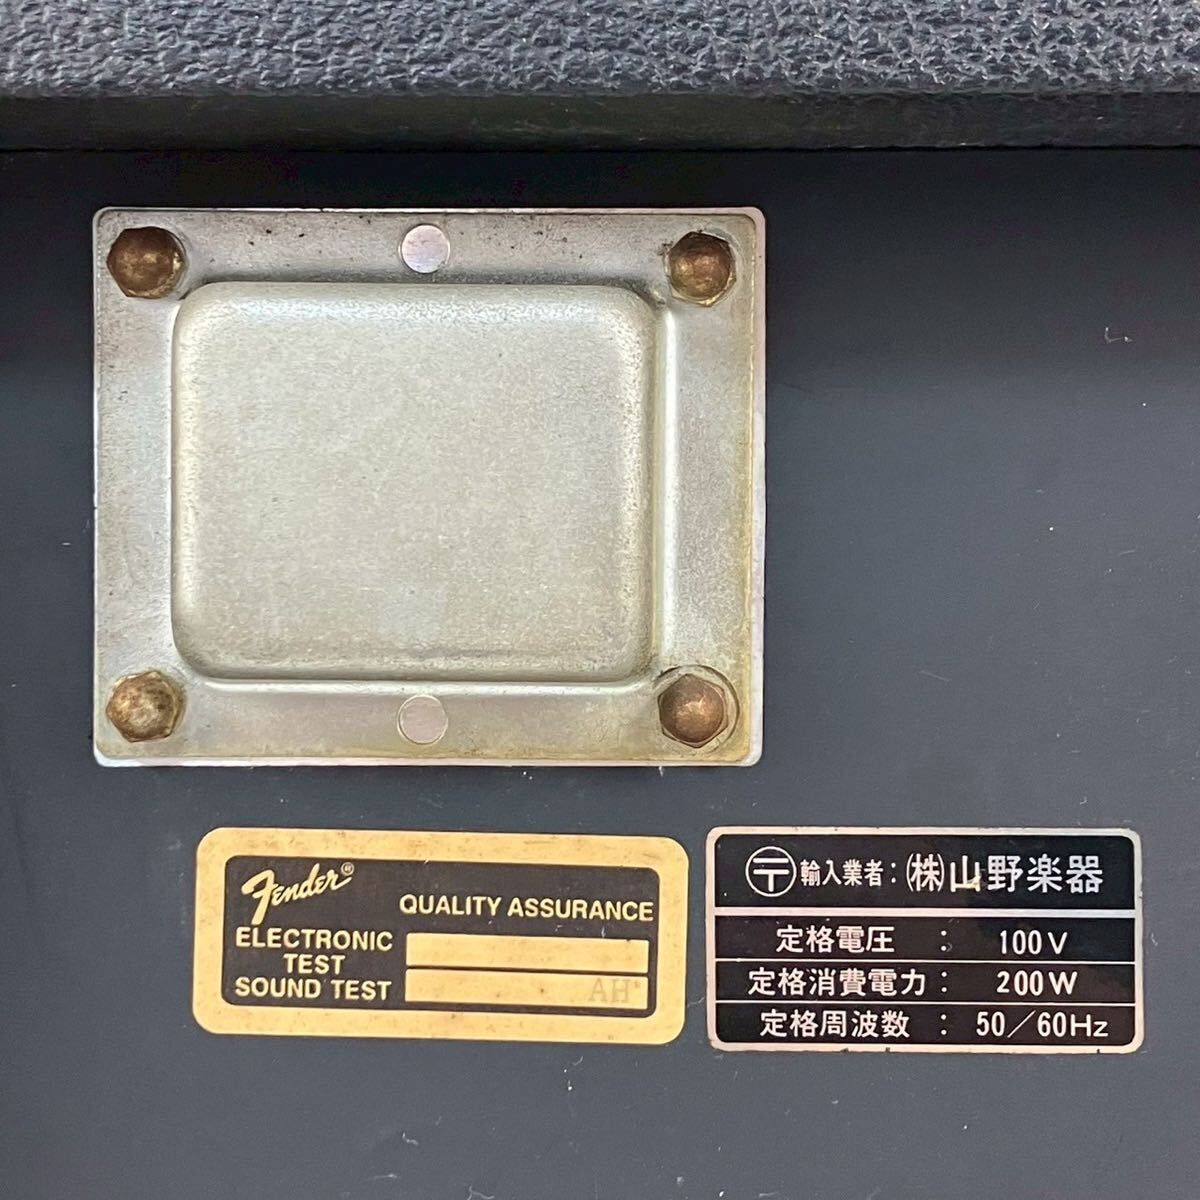 Fender®
QUALITY ASSURANCE
ELECTRONIC
TEST
SOUND TEST
AH
〒輸入業者:㈱山野楽器
定格電圧 : 100V
定格消費電力: 200W
定格周波数 : 50/60Hz